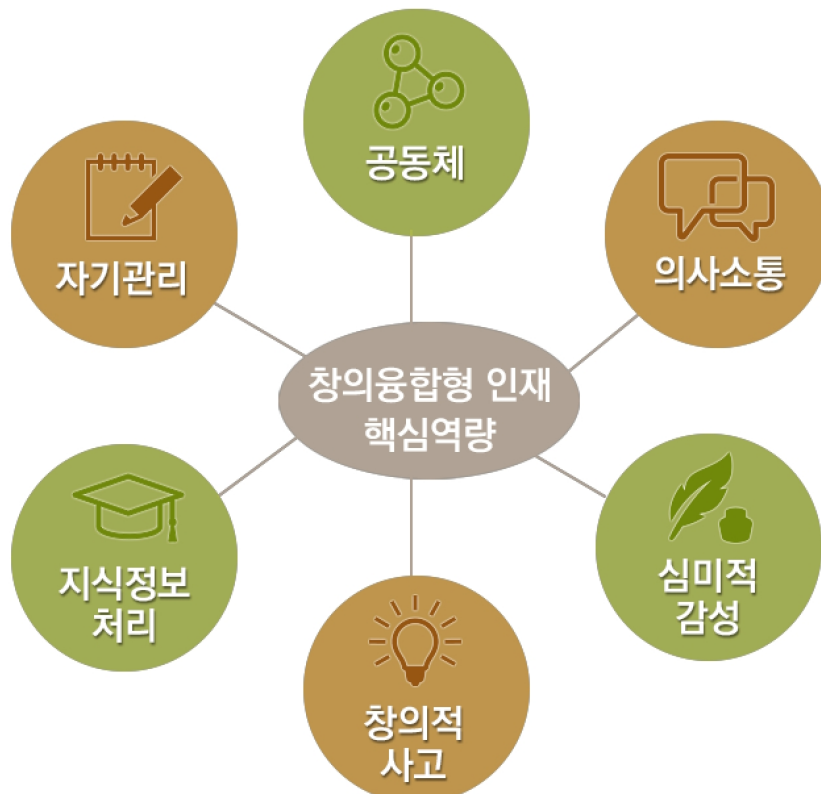 공동체
자기관리
의사소통
창의융합형 인재
핵심역량
지식정보
처리
심미적
감성
창의적
사고